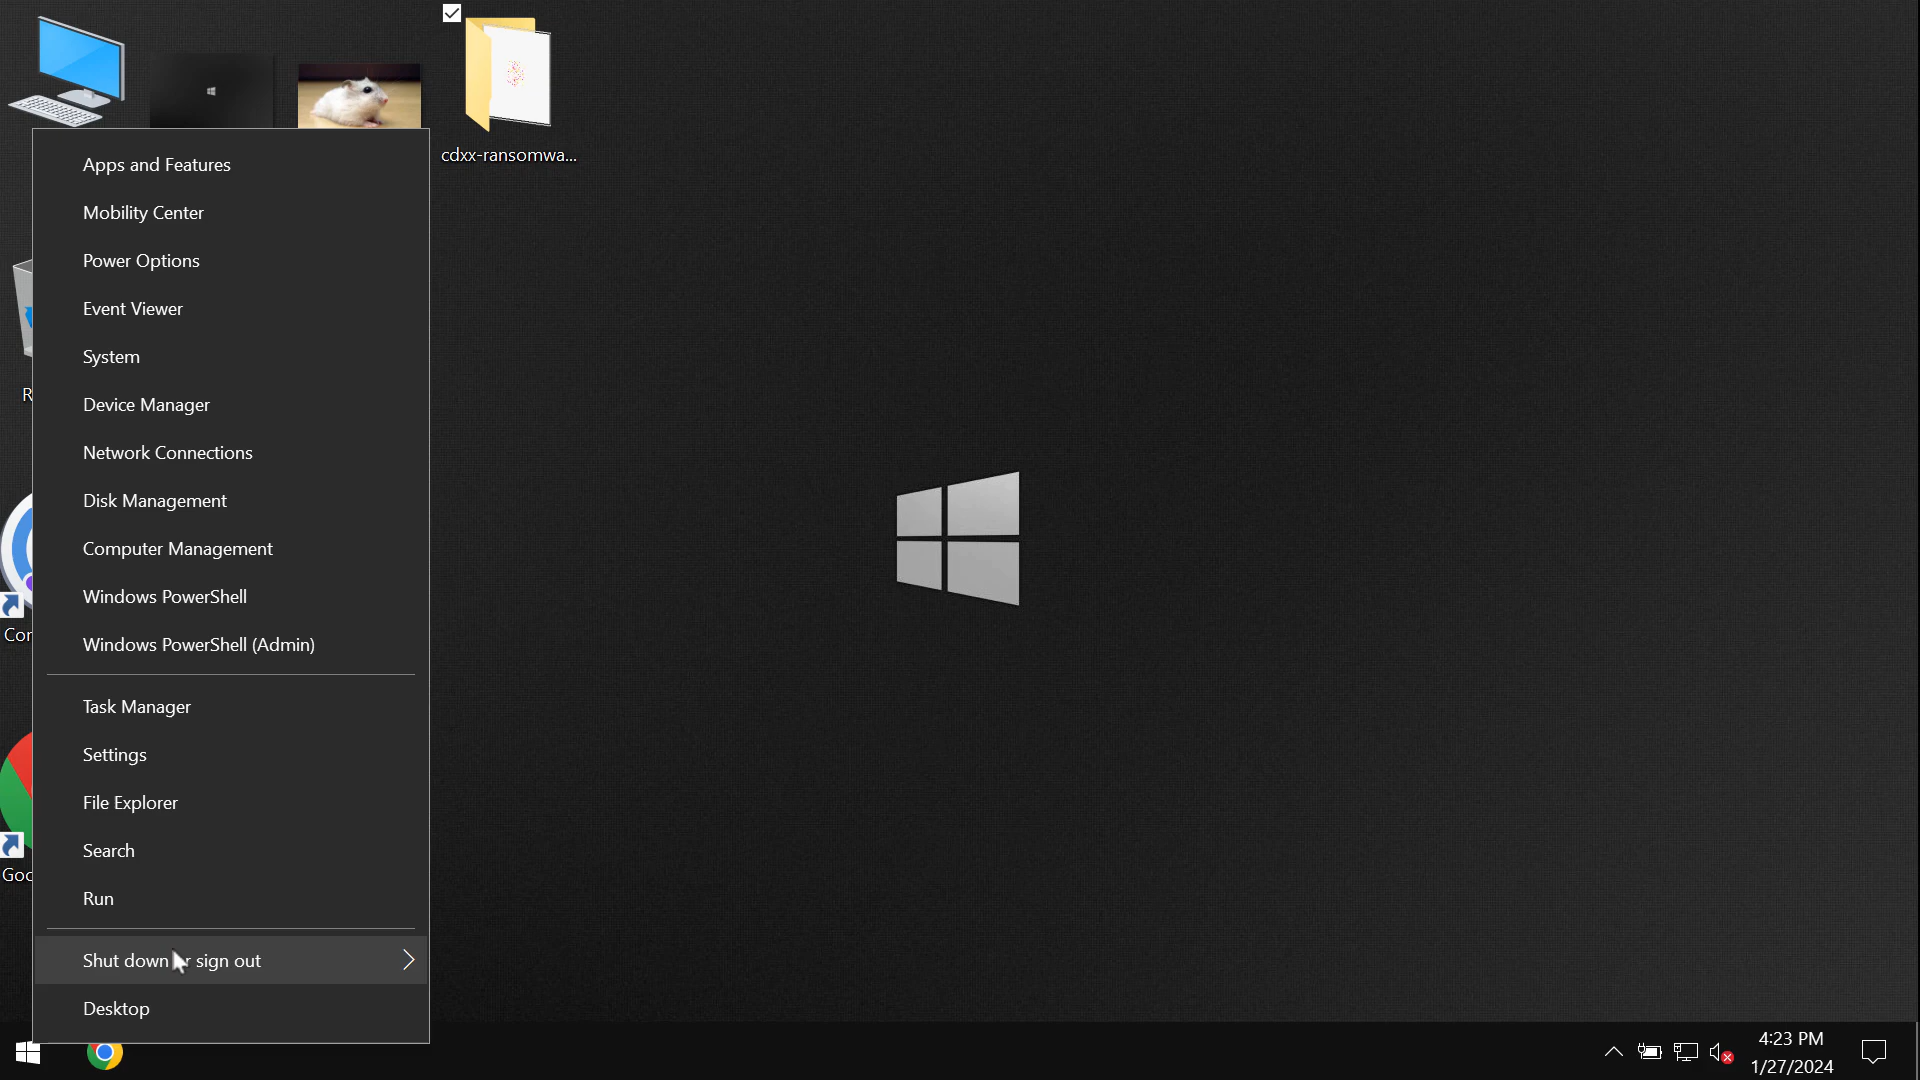 cdxx-ransomwa...
Apps and Features
Mobility Center
Power Options
Event Viewer
System
Device Manager
Network Connections
Disk Management
Computer Management
Windows PowerShell
Windows PowerShell (Admin)
Task Manager
Settings
File Explorer
Search
Run
Shut down r sign out
Desktop
R
Cor
Goo
4:23 PM
1/27/2024